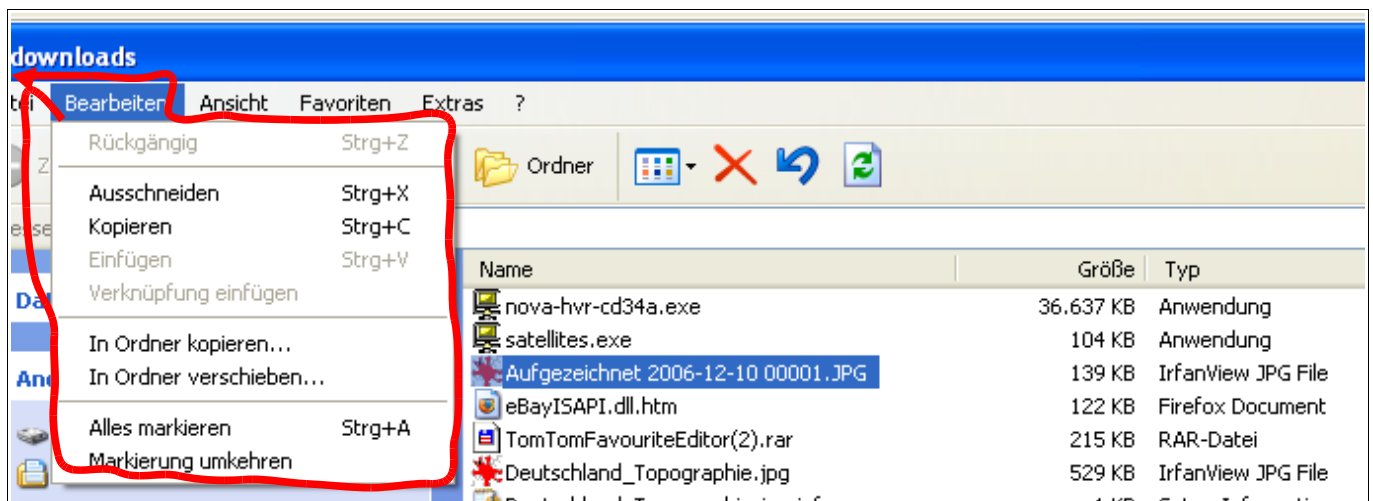 downloads
tei Bearbeiten Ansicht Favoriten Extras ?
Rückgängig Strg+Z
Ausschneiden Strg+X
Kopieren Strg+C
Einfügen Strg+V
Verknüpfung einfügen
In Ordner kopieren...
In Ordner verschieben...
Alles markieren Strg+A
Markierung umkehren
Z
Ordner
esse
Dat
And
Name Größe Typ
nova-hvr-cd34a.exe 36.637 KB Anwendung
satellites.exe 104 KB Anwendung
Aufgezeichnet 2006-12-10 00001.JPG 139 KB IrfanView JPG File
eBayISAPI.dll.htm 122 KB Firefox Document
TomTomFavouriteEditor(2).rar 215 KB RAR-Datei
Deutschland_Topographie.jpg 529 KB IrfanView JPG File